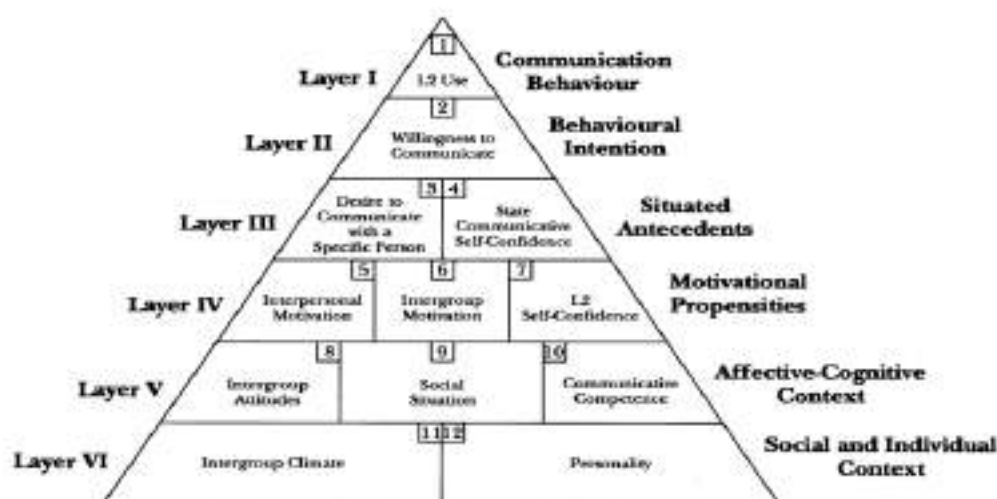 1
Layer I
L2 Use
Communication
Behaviour
2
Layer II
Willingness to
Communicate
Behavioural
Intention
3 4
Layer III
Desire to
Communicate
with a
Specific Person
State
Communicative
Self-Confidence
Situated
Antecedents
5 6 7
Layer IV
Interpersonal
Motivation
Intergroup
Motivation
L2
Self-Confidence
Motivational
Propensities
8 9 10
Layer V
Intergroup
Attitudes
Social
Situation
Communicative
Competence
Affective-Cognitive
Context
11 12
Layer VI
Intergroup Climate
Personality
Social and Individual
Context